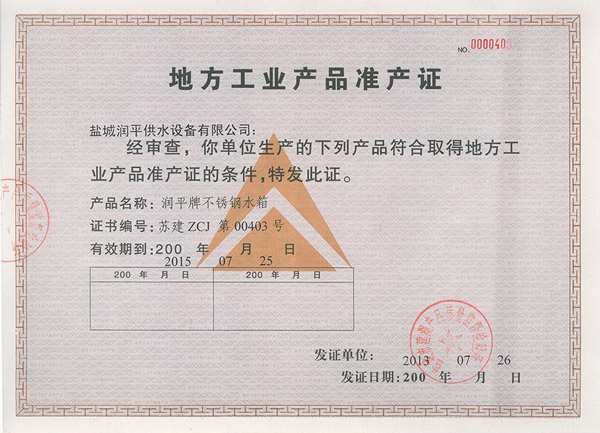 NO. 0000403
地方工业产品准产证
盐城润平供水设备有限公司:
经审查，你单位生产的下列产品符合取得地方工
业产品准产证的条件，特发此证。
产品名称: 润平牌不锈钢水箱
证书编号: 苏建 ZCJ 第 00403 号
有效期到:200 年 月 日
2015 07 25
200 年 月 日 200 年 月 日
发证单位:
2013 07 26
发证日期:200 年 月 日